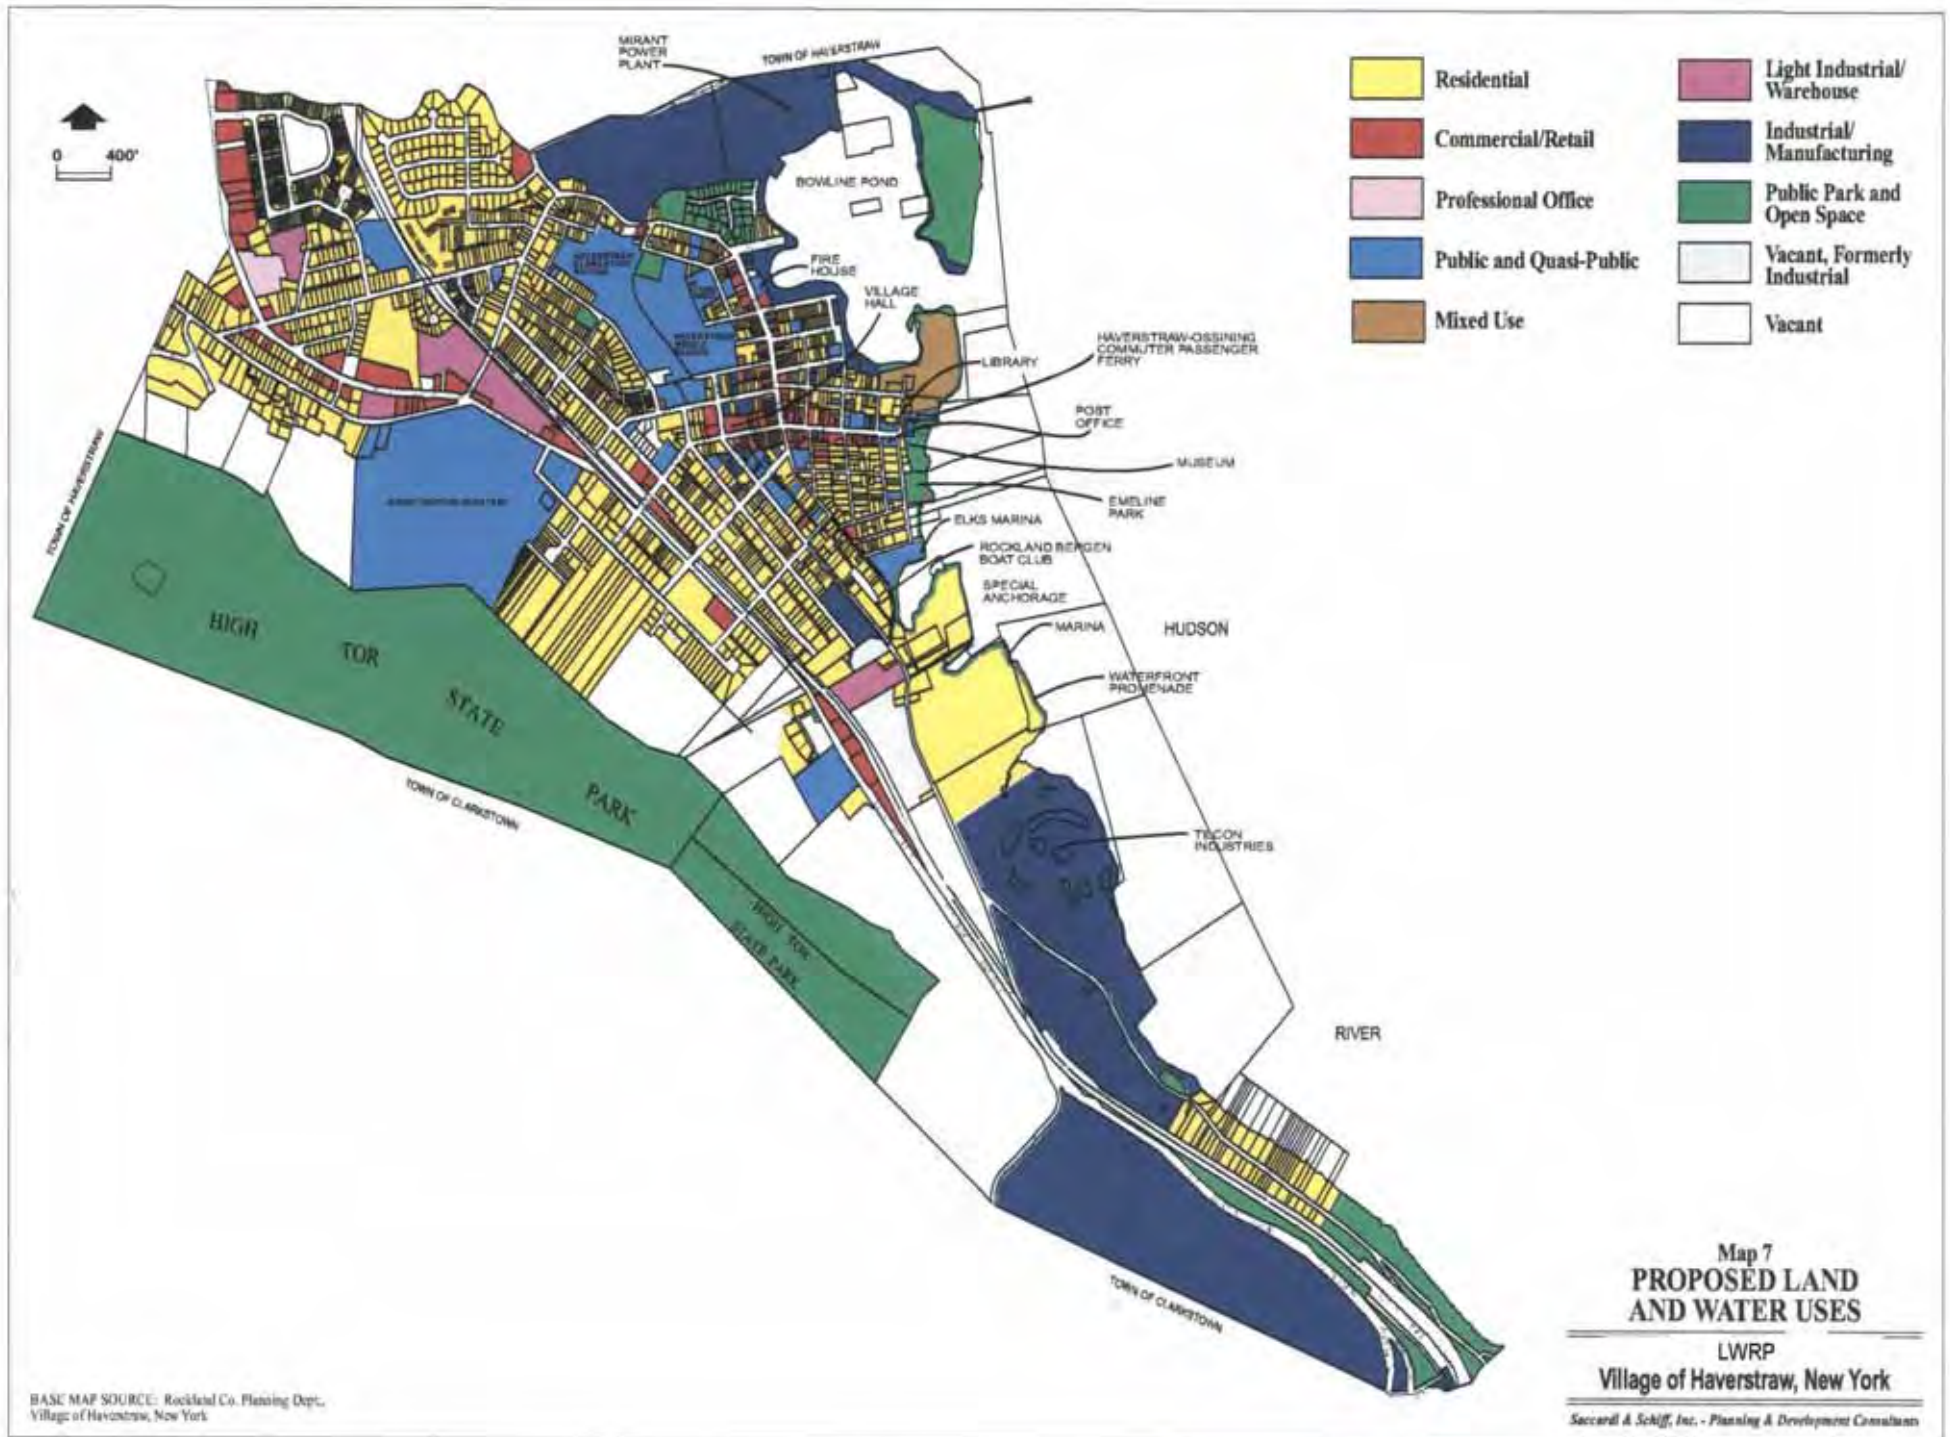 MIRANT
POWER
PLANT
TOWN OF HAVERSTRAW
0 400'
BOWLINE POND
FIRE
HOUSE
VILLAGE
HALL
LIBRARY
HAVERSTRAW-OSSINING
COMMUTER PASSENGER
FERRY
POST
OFFICE
MUSEUM
EMELINE
PARK
ELKS MARINA
ROCKLAND BERGEN
BOAT CLUB
SPECIAL
ANCHORAGE
MARINA
HUDSON
WATERFRONT
PROMENADE
TILCON
INDUSTRIES
RIVER
TOWN OF HAVERSTRAW
HIGH TOR STATE PARK
TOWN OF CLARKSTOWN
HIGH TOR
STATE PARK
TOWN OF CLARKSTOWN
Residential
Commercial/Retail
Professional Office
Public and Quasi-Public
Mixed Use
Light Industrial/
Warehouse
Industrial/
Manufacturing
Public Park and
Open Space
Vacant, Formerly
Industrial
Vacant
Map 7
PROPOSED LAND
AND WATER USES
LWRP
Village of Haverstraw, New York
Saccardi & Schiff, Inc. - Planning & Development Consultants
BASE MAP SOURCE: Rockland Co. Planning Dept.,
Village of Haverstraw, New York